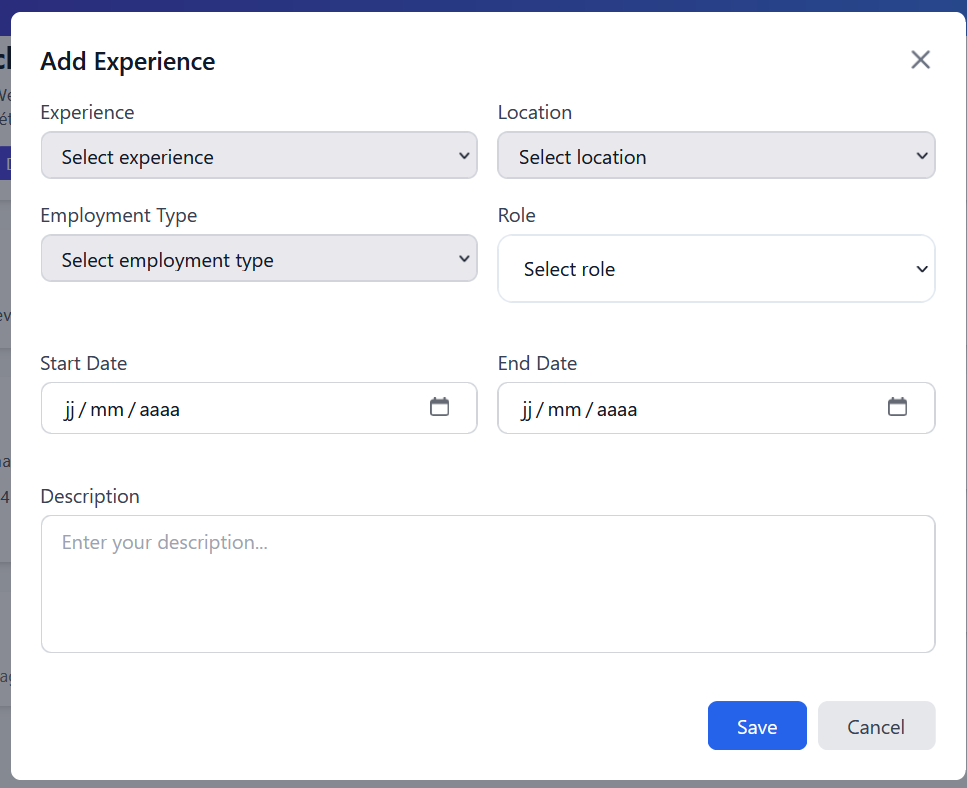 Add Experience
Experience
Location
Select experience
Select location
Employment Type
Role
Select employment type
Select role
Start Date
End Date
jj / mm / aaaa
jj / mm / aaaa
Description
Enter your description...
Save
Cancel